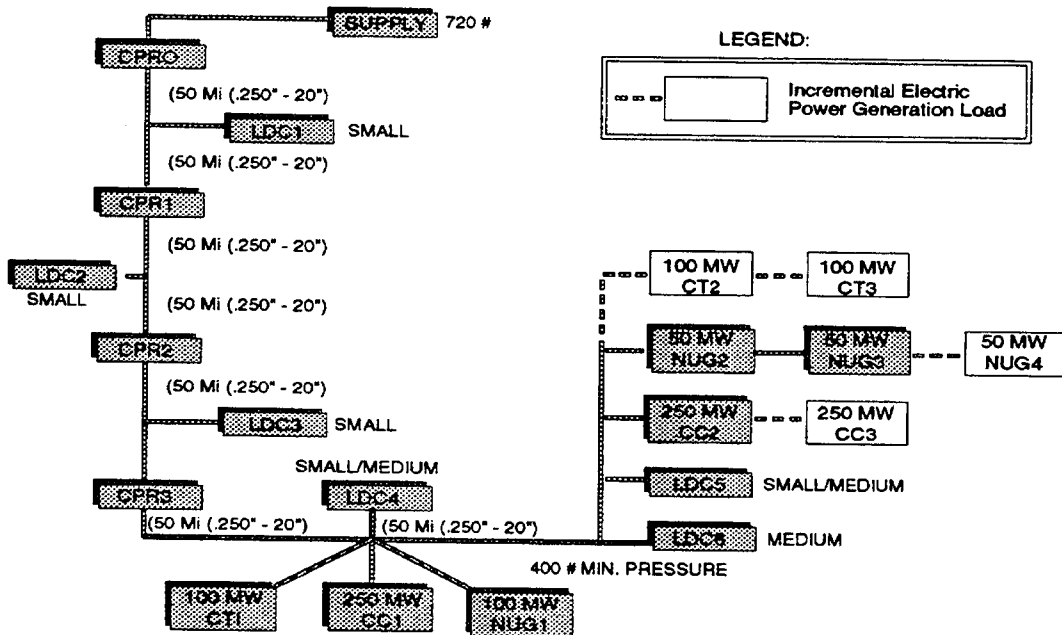 SUPPLY 720 #
CPRO
(50 Mi (.250" - 20")
LDC1 SMALL
(50 Mi (.250" - 20")
CPR1
(50 Mi (.250" - 20")
LDC2
SMALL
(50 Mi (.250" - 20")
CPR2
(50 Mi (.250" - 20")
LDC3 SMALL
CPR3
(50 Mi (.250" - 20")
SMALL/MEDIUM
LDC4
(50 Mi (.250" - 20")
100 MW
CTI
250 MW
CC1
100 MW
NUG1
400 # MIN. PRESSURE
LEGEND:
Incremental Electric
Power Generation Load
100 MW
CT2
100 MW
CT3
50 MW
NUG2
50 MW
NUG3
50 MW
NUG4
250 MW
CC2
250 MW
CC3
LDC5 SMALL/MEDIUM
LDC6 MEDIUM